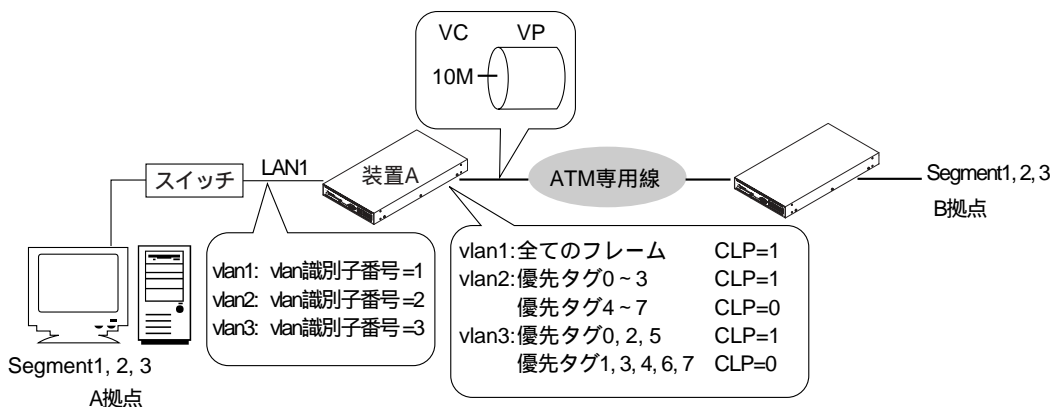 VC VP
10M
スイッチ
LAN1
装置A
ATM専用線
Segment1, 2, 3
B拠点
vlan1: vlan識別子番号=1
vlan2: vlan識別子番号=2
vlan3: vlan識別子番号=3
vlan1:全てのフレーム CLP=1
vlan2:優先タグ0~3 CLP=1
優先タグ4~7 CLP=0
vlan3:優先タグ0, 2, 5 CLP=1
優先タグ1, 3, 4, 6, 7 CLP=0
Segment1, 2, 3
A拠点